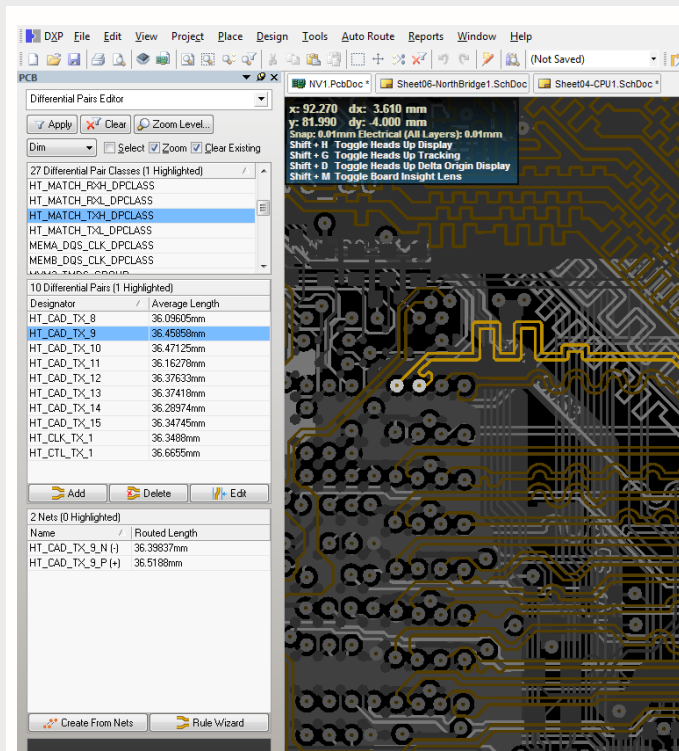 DXP File Edit View Project Place Design Tools Auto Route Reports Window Help
(Not Saved)
PCB
NV1.PcbDoc * Sheet06-NorthBridge1.SchDoc Sheet04-CPU1.SchDoc *
Differential Pairs Editor
Apply Clear Zoom Level...
Dim Select Zoom Clear Existing
27 Differential Pair Classes (1 Highlighted)
HT_MATCH_RXH_DPCLASS
HT_MATCH_RXL_DPCLASS
HT_MATCH_TXH_DPCLASS
HT_MATCH_TXL_DPCLASS
MEMA_DQS_CLK_DPCLASS
MEMB_DQS_CLK_DPCLASS
10 Differential Pairs (1 Highlighted)
Designator / Average Length
HT_CAD_TX_8 36.09605mm
HT_CAD_TX_9 36.45858mm
HT_CAD_TX_10 36.47125mm
HT_CAD_TX_11 36.16278mm
HT_CAD_TX_12 36.37633mm
HT_CAD_TX_13 36.37418mm
HT_CAD_TX_14 36.28974mm
HT_CAD_TX_15 36.34745mm
HT_CLK_TX_1 36.3488mm
HT_CTL_TX_1 36.6655mm
Add Delete Edit
2 Nets (0 Highlighted)
Name / Routed Length
HT_CAD_TX_9_N (-) 36.39837mm
HT_CAD_TX_9_P (+) 36.5188mm
Create From Nets Rule Wizard
x: 92.270 dx: 3.610 mm
y: 81.990 dy: -4.000 mm
Snap: 0.01mm Electrical (All Layers): 0.01mm
Shift + H Toggle Heads Up Display
Shift + G Toggle Heads Up Tracking
Shift + D Toggle Heads Up Delta Origin Display
Shift + M Toggle Board Insight Lens